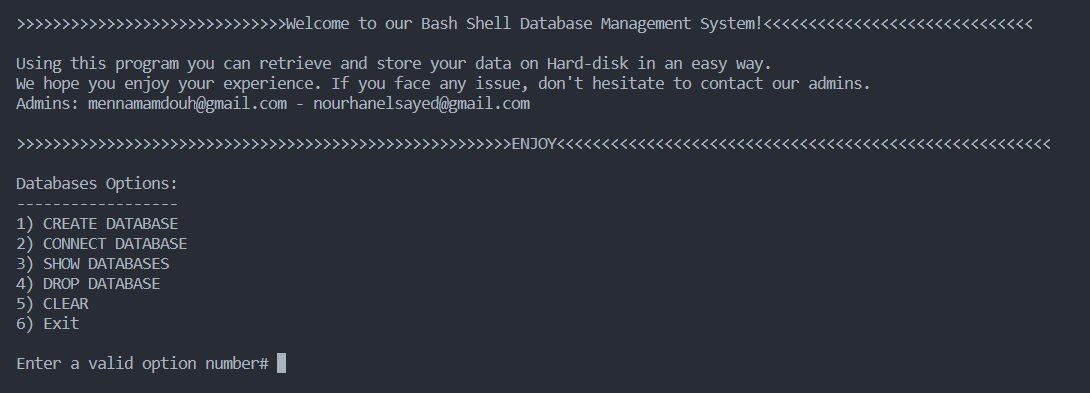 >>>>>>>>>>>>>>>>>>>>>>>>>>>>>>Welcome to our Bash Shell Database Management System!<<<<<<<<<<<<<<<<<<<<<<<<<<<<<<
Using this program you can retrieve and store your data on Hard-disk in an easy way.
We hope you enjoy your experience. If you face any issue, don't hesitate to contact our admins.
Admins: mennamamdouh@gmail.com - nourhanelsayed@gmail.com
>>>>>>>>>>>>>>>>>>>>>>>>>>>>>>>>>>>>>>>>>>>>>>>>>>>>>>>ENJOY<<<<<<<<<<<<<<<<<<<<<<<<<<<<<<<<<<<<<<<<<<<<<<<<<<<<<<<
Databases Options:
------------------
1) CREATE DATABASE
2) CONNECT DATABASE
3) SHOW DATABASES
4) DROP DATABASE
5) CLEAR
6) Exit
Enter a valid option number#